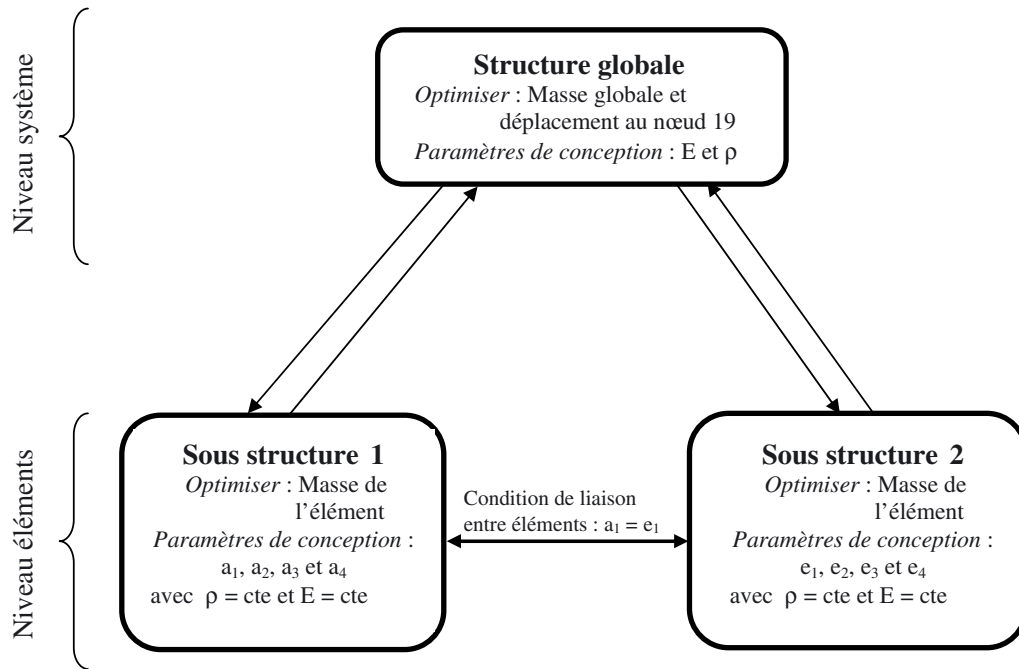 Niveau système
Structure globale
Optimiser : Masse globale et
déplacement au nœud 19
Paramètres de conception : E et ρ
Niveau éléments
Sous structure 1
Optimiser : Masse de
l’élément
Paramètres de conception :
a₁, a₂, a₃ et a₄
avec ρ = cte et E = cte
Condition de liaison
entre éléments : a₁ = e₁
Sous structure 2
Optimiser : Masse de
l’élément
Paramètres de conception :
e₁, e₂, e₃ et e₄
avec ρ = cte et E = cte